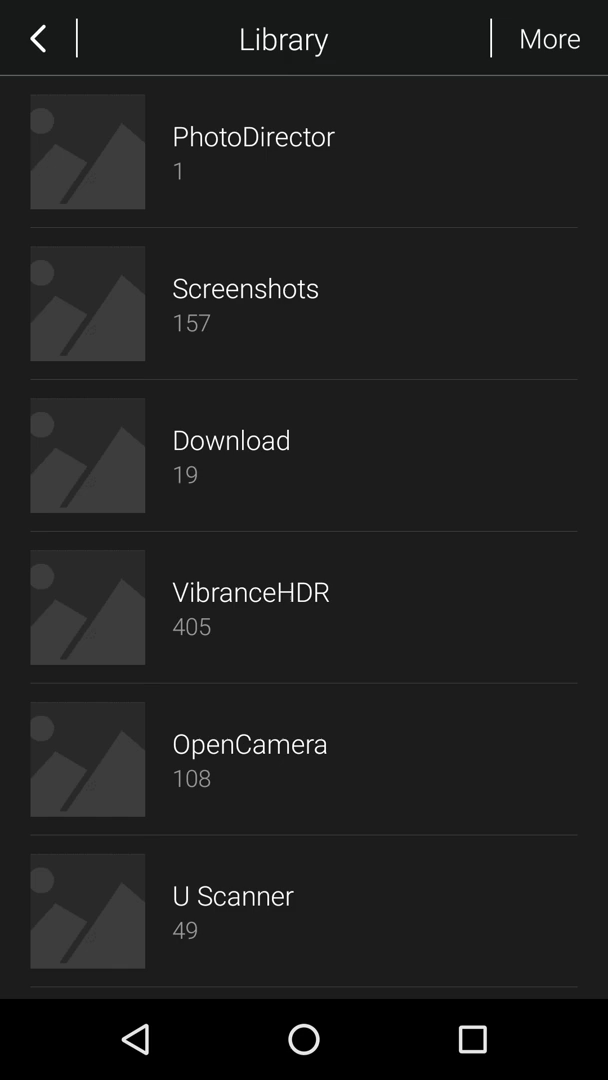 Library
More
PhotoDirector
1
Screenshots
157
Download
19
VibranceHDR
405
OpenCamera
108
U Scanner
49